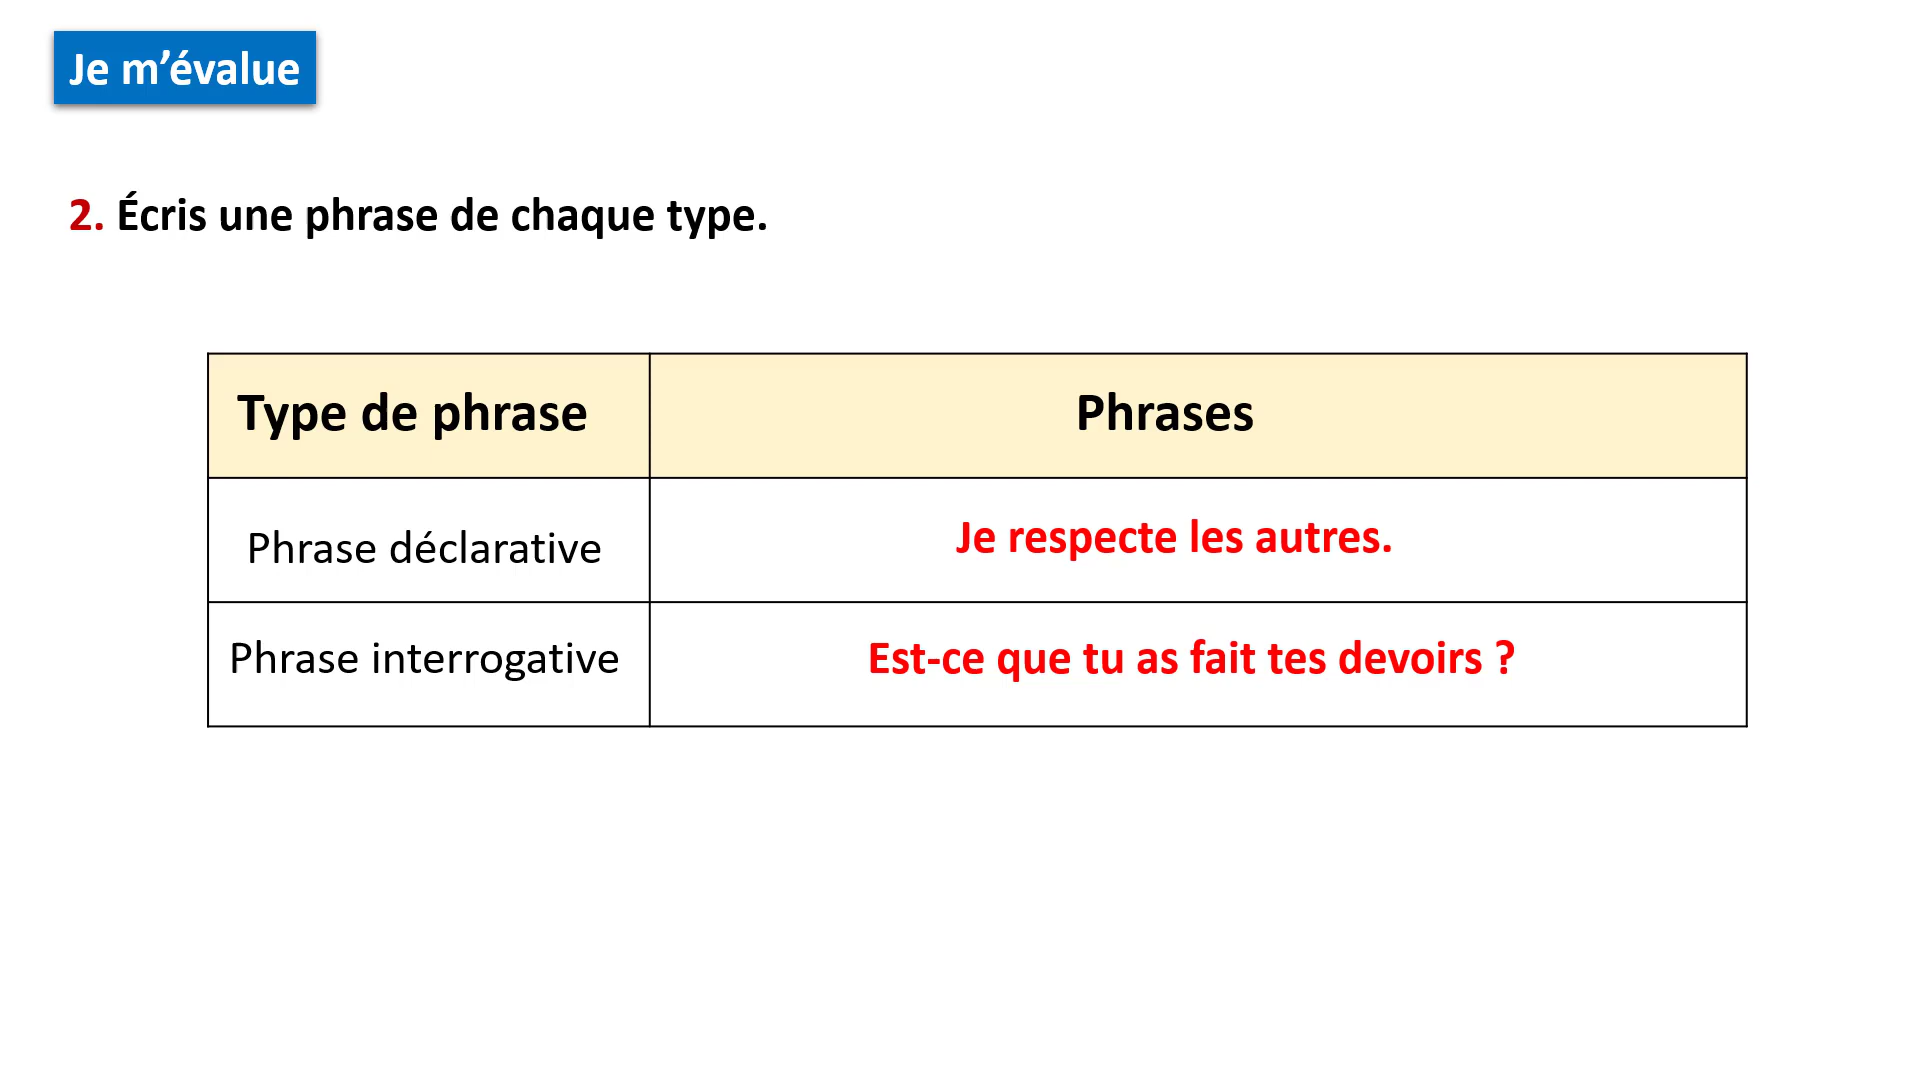 Je m’évalue
2. Écris une phrase de chaque type.
Type de phrase Phrases
Phrase déclarative Je respecte les autres.
Phrase interrogative Est-ce que tu as fait tes devoirs ?